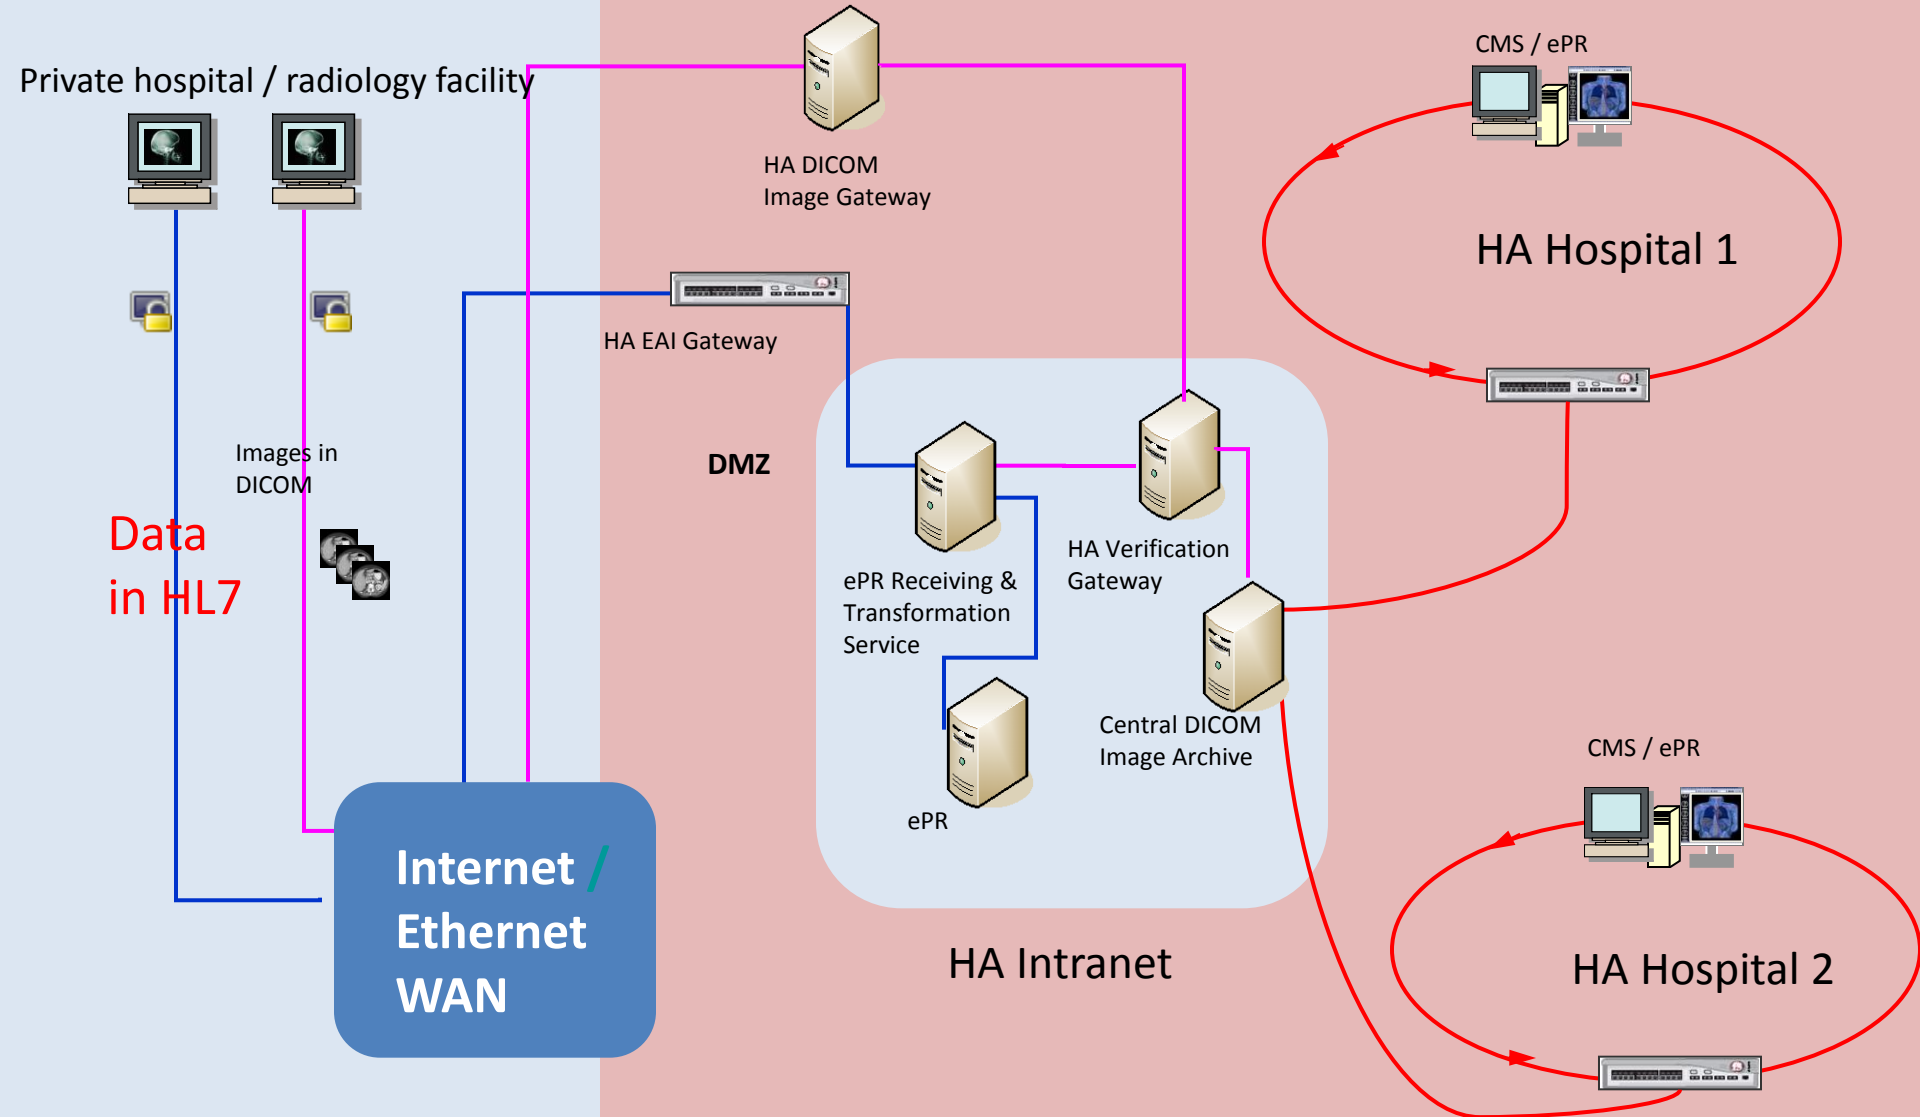 Private hospital / radiology facility
CMS / ePR
HA DICOM
Image Gateway
HA Hospital 1
HA EAI Gateway
Images in
DICOM
DMZ
Data
in HL7
HA Verification
Gateway
ePR Receiving &
Transformation
Service
Central DICOM
Image Archive
ePR
CMS / ePR
Internet /
Ethernet
WAN
HA Intranet
HA Hospital 2